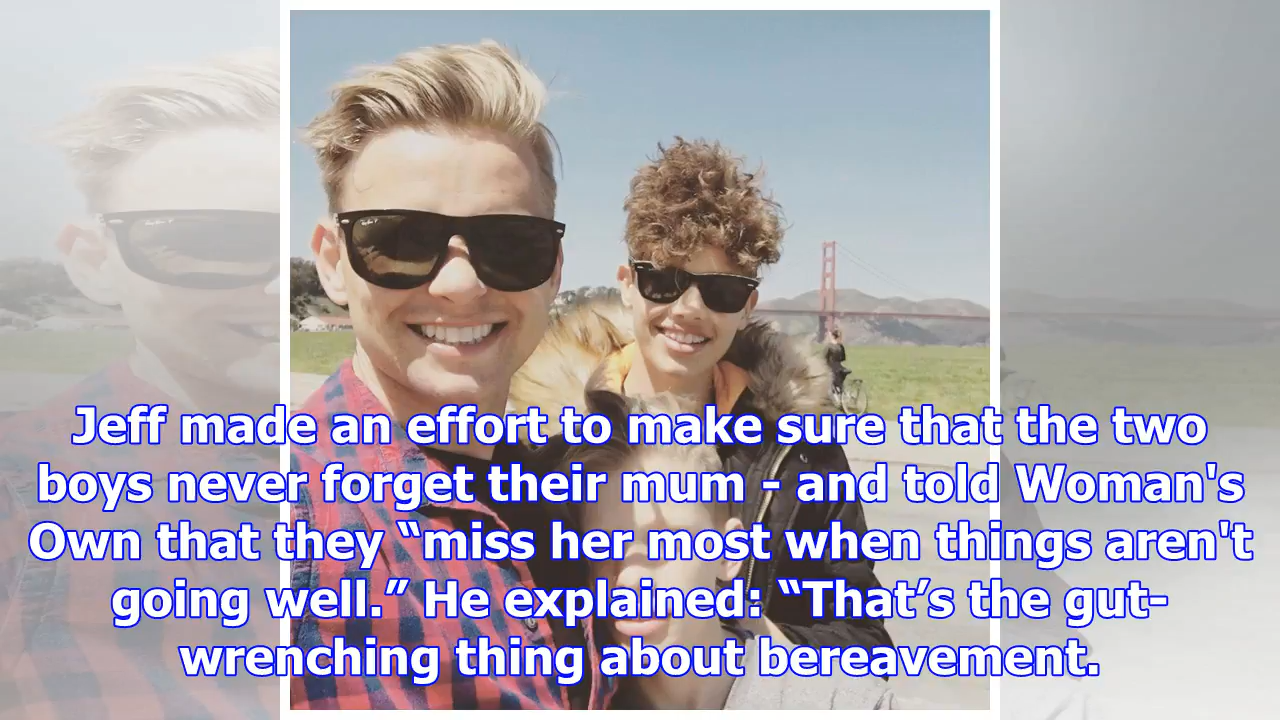 Jeff made an effort to make sure that the two
boys never forget their mum - and told Woman's
Own that they “miss her most when things aren't
going well.” He explained: “That’s the gut-
wrenching thing about bereavement.